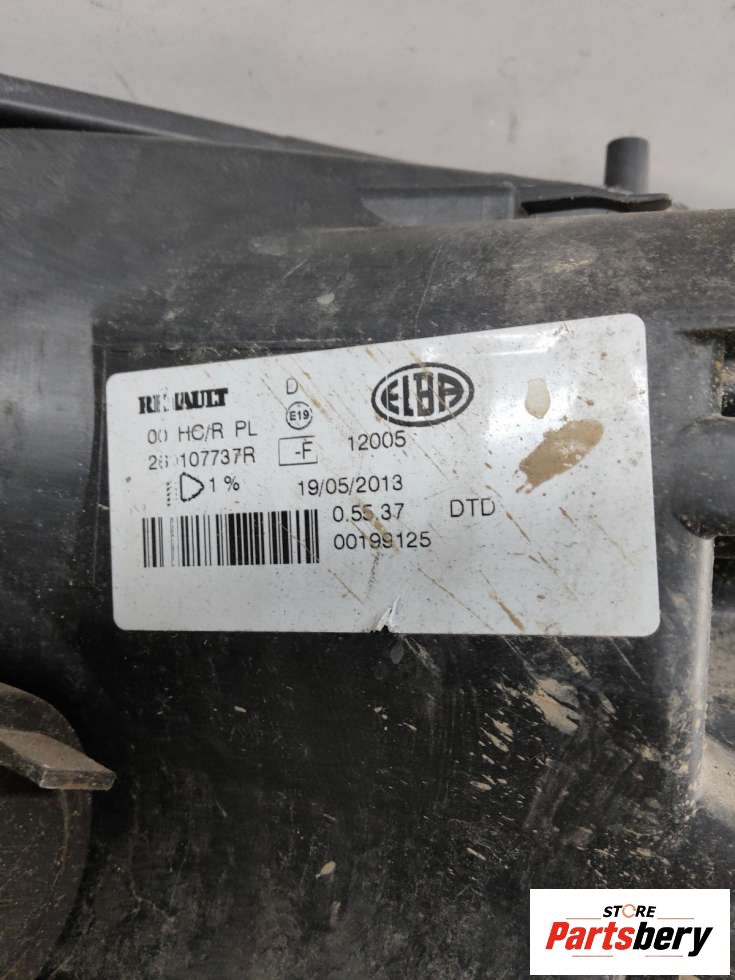 RENAULT D ELBA
E19
00 HC/R PL -F 12005
107737R
1% 19/05/2013
0.55.37 DTD
00199125
STORE
Partsbery